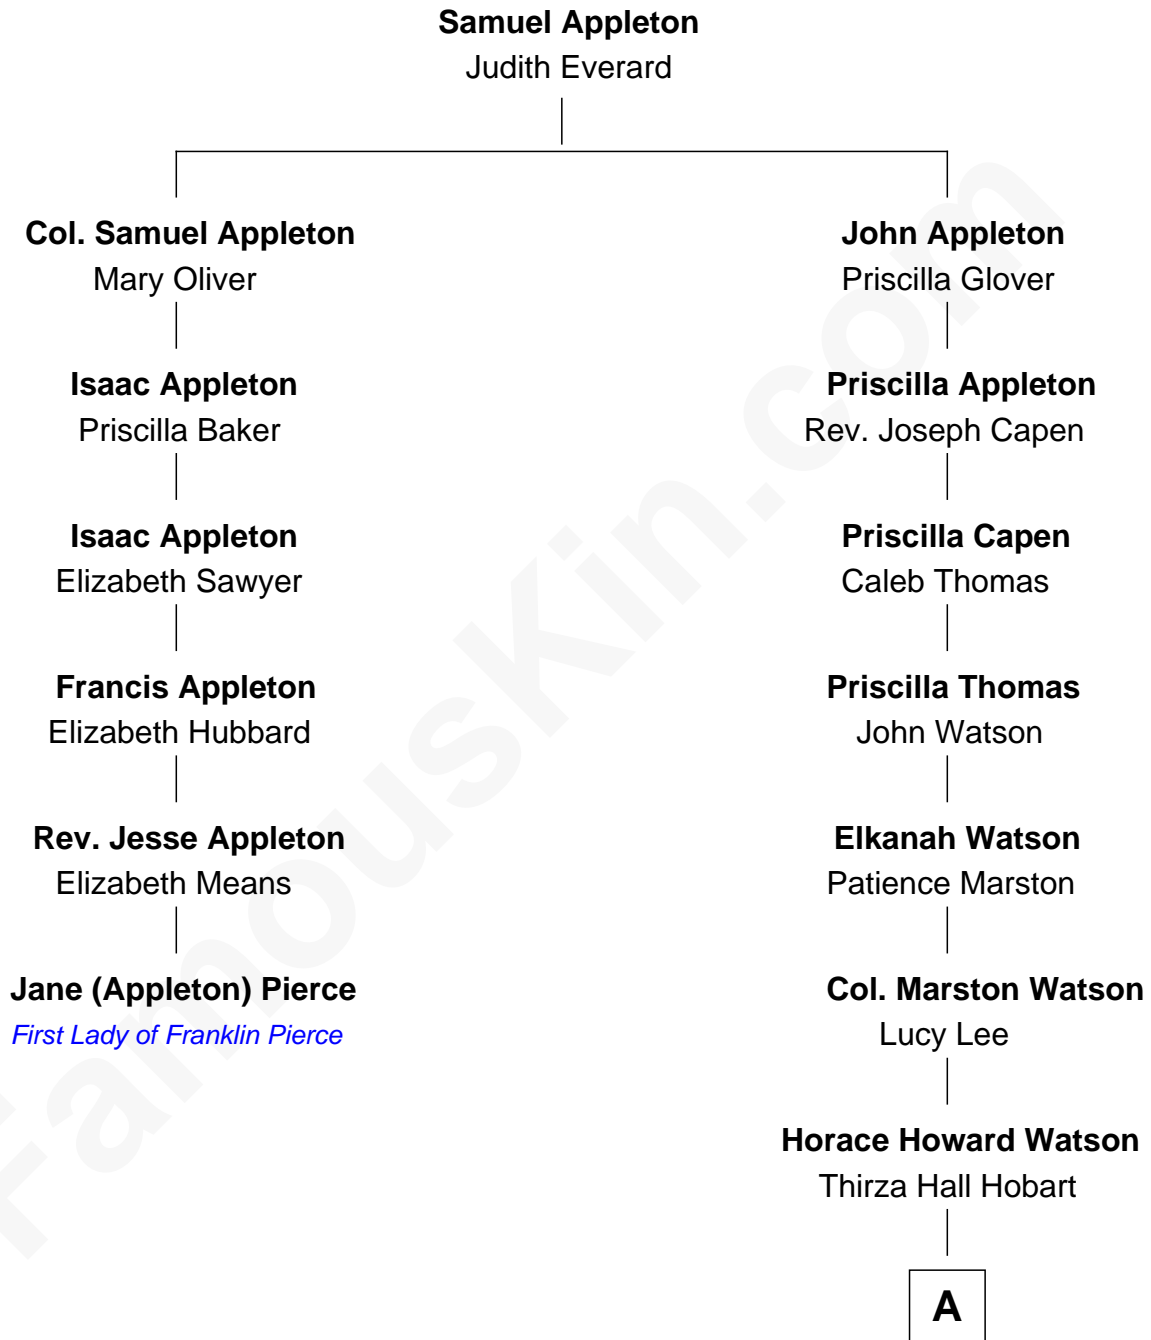 Samuel Appleton
Judith Everard
Col. Samuel Appleton
Mary Oliver
Isaac Appleton
Priscilla Baker
Isaac Appleton
Elizabeth Sawyer
Francis Appleton
Elizabeth Hubbard
Rev. Jesse Appleton
Elizabeth Means
Jane (Appleton) Pierce
First Lady of Franklin Pierce
John Appleton
Priscilla Glover
Priscilla Appleton
Rev. Joseph Capen
Priscilla Capen
Caleb Thomas
Priscilla Thomas
John Watson
Elkanah Watson
Patience Marston
Col. Marston Watson
Lucy Lee
Horace Howard Watson
Thirza Hall Hobart
A
FamousKin.com